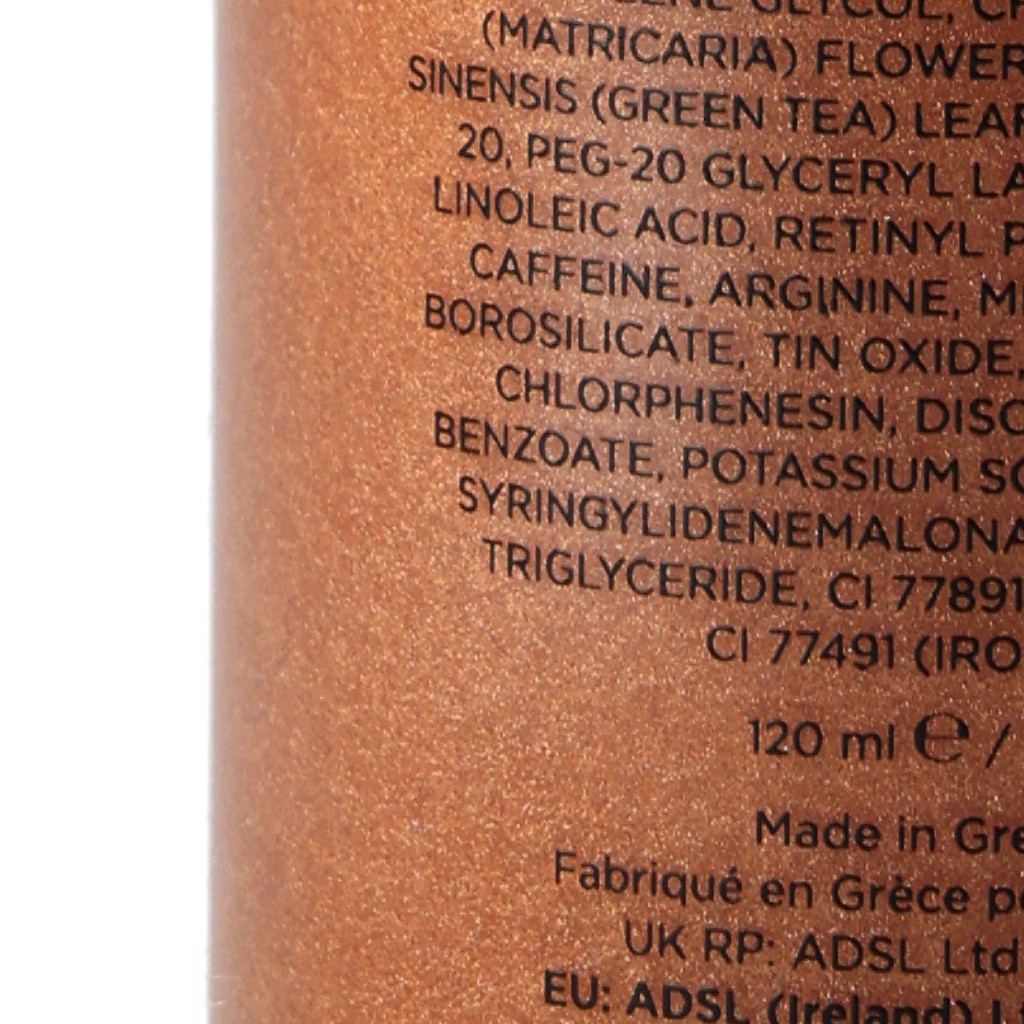 GLYCOL,
(MATRICARIA) FLOWER
SINENSIS (GREEN TEA) LEAF
20, PEG-20 GLYCERYL LA
LINOLEIC ACID, RETINYL P
CAFFEINE, ARGININE, M
BOROSILICATE, TIN OXIDE,
CHLORPHENESIN, DISO
BENZOATE, POTASSIUM SO
SYRINGYLIDENEMALONA
TRIGLYCERIDE, CI 77891
CI 77491 (IRO
120 ml e /
Made in Gre
Fabriqué en Grèce p
UK RP: ADSL Ltd
EU: ADSL (Ireland)